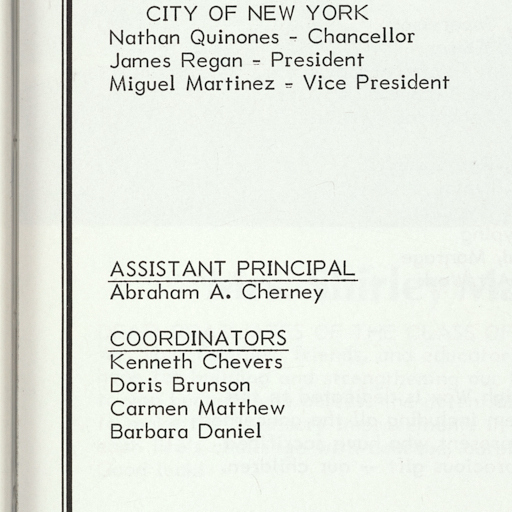 CITY OF NEW YORK
Nathan Quinones - Chancellor
James Regan - President
Miguel Martinez - Vice President
ASSISTANT PRINCIPAL
Abraham A. Cherney
COORDINATORS
Kenneth Chevers
Doris Brunson
Carmen Matthew
Barbara Daniel